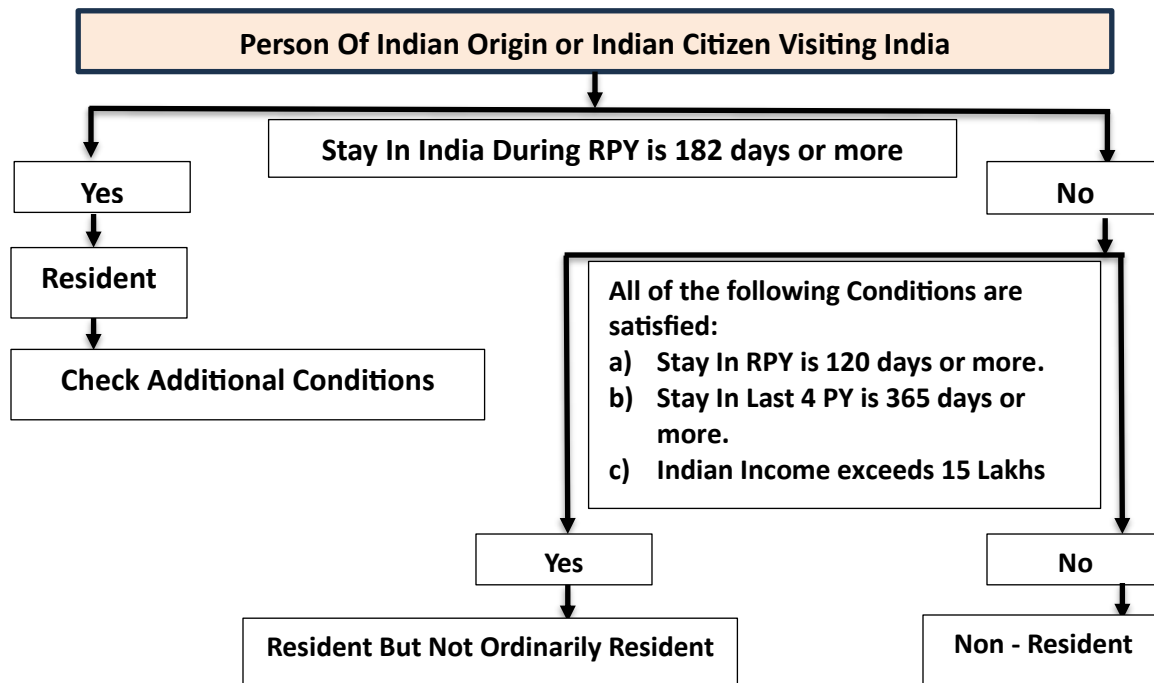 Person Of Indian Origin or Indian Citizen Visiting India
Stay In India During RPY is 182 days or more
Yes
No
Resident
Check Additional Conditions
All of the following Conditions are
satisfied:
a) Stay In RPY is 120 days or more.
b) Stay In Last 4 PY is 365 days or
more.
c) Indian Income exceeds 15 Lakhs
Yes
No
Resident But Not Ordinarily Resident
Non - Resident